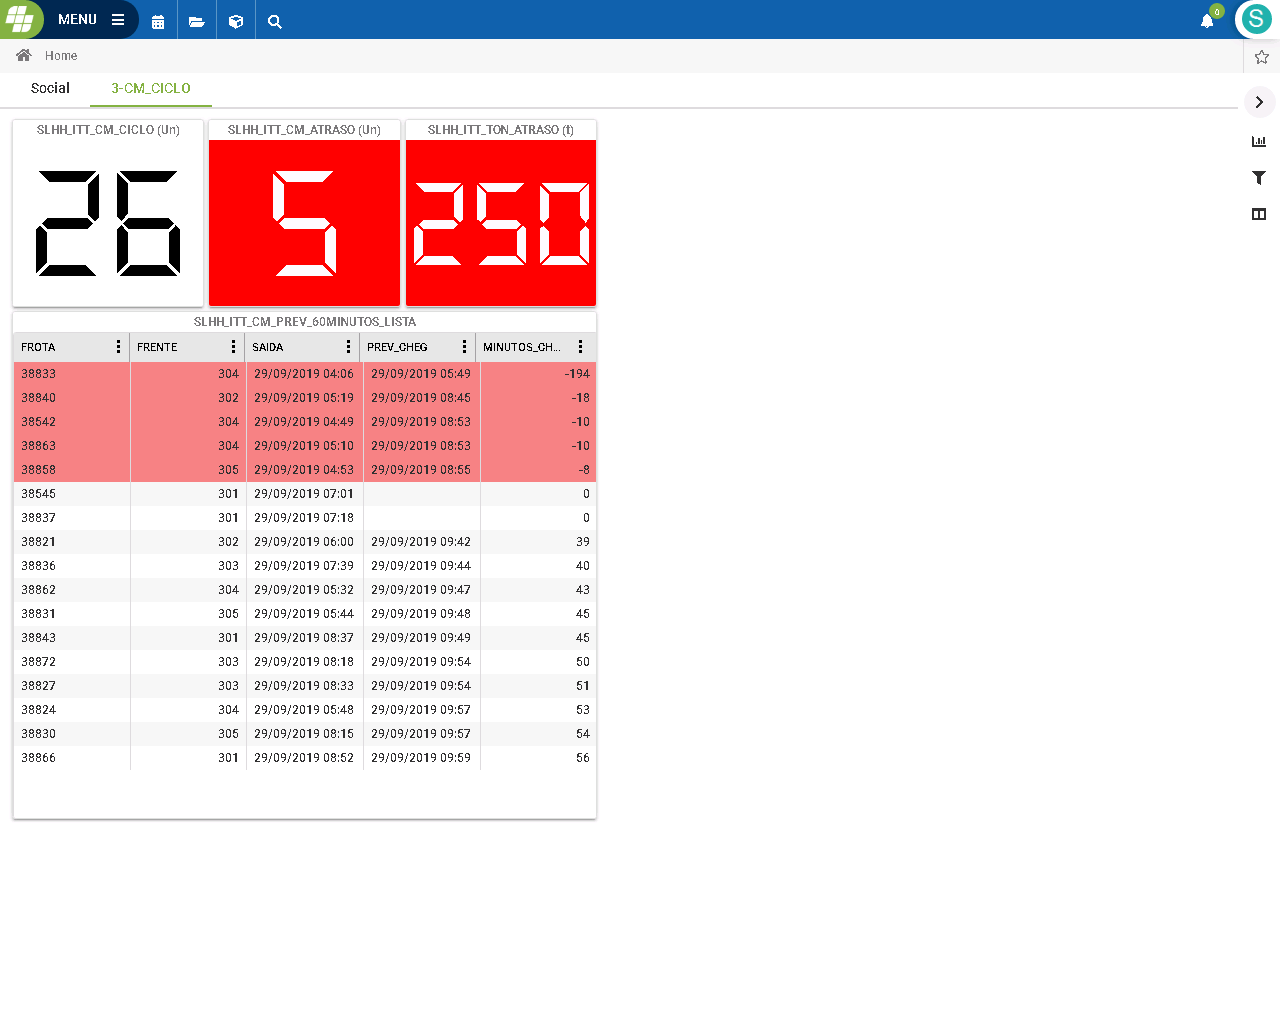 MENU
0
S
Home
Social 3-CM_CICLO
SLHH_ITT_CM_CICLO (Un) SLHH_ITT_CM_ATRASO (Un) SLHH_ITT_TON_ATRASO (t)
26 5 250
SLHH_ITT_CM_PREV_60MINUTOS_LISTA
FROTA FRENTE SAIDA PREV_CHEG MINUTOS_CH...
38833 304 29/09/2019 04:06 29/09/2019 05:49 -194
38840 302 29/09/2019 05:19 29/09/2019 08:45 -18
38542 304 29/09/2019 04:49 29/09/2019 08:53 -10
38863 304 29/09/2019 05:10 29/09/2019 08:53 -10
38858 305 29/09/2019 04:53 29/09/2019 08:55 -8
38545 301 29/09/2019 07:01 0
38837 301 29/09/2019 07:18 0
38821 302 29/09/2019 06:00 29/09/2019 09:42 39
38836 303 29/09/2019 07:39 29/09/2019 09:44 40
38862 304 29/09/2019 05:32 29/09/2019 09:47 43
38831 305 29/09/2019 05:44 29/09/2019 09:48 45
38843 301 29/09/2019 08:37 29/09/2019 09:49 45
38872 303 29/09/2019 08:18 29/09/2019 09:54 50
38827 303 29/09/2019 08:33 29/09/2019 09:54 51
38824 304 29/09/2019 05:48 29/09/2019 09:57 53
38830 305 29/09/2019 08:15 29/09/2019 09:57 54
38866 301 29/09/2019 08:52 29/09/2019 09:59 56